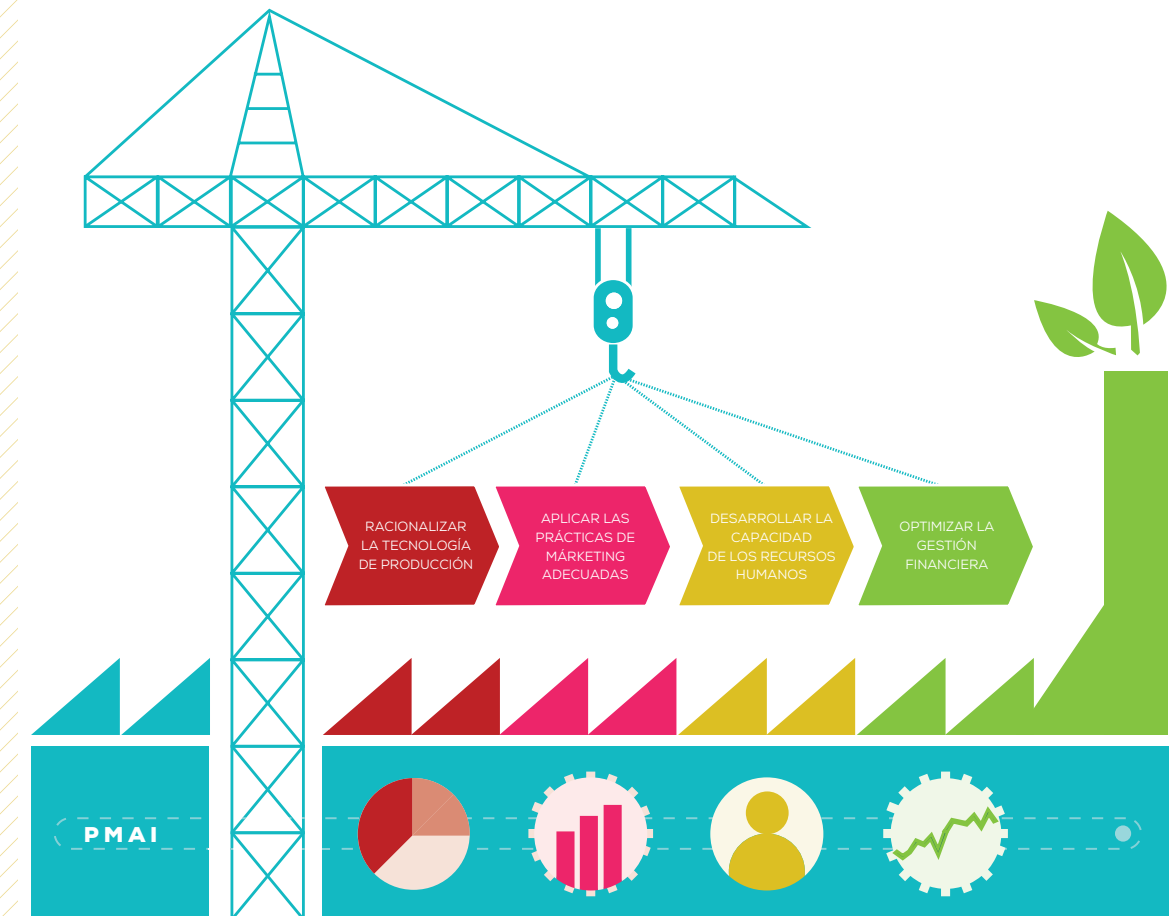 RACIONALIZAR
LA TECNOLOGÍA
DE PRODUCCIÓN
APLICAR LAS
PRÁCTICAS DE
MÁRKETING
ADECUADAS
DESARROLLAR LA
CAPACIDAD
DE LOS RECURSOS
HUMANOS
OPTIMIZAR LA
GESTIÓN
FINANCIERA
PMAI